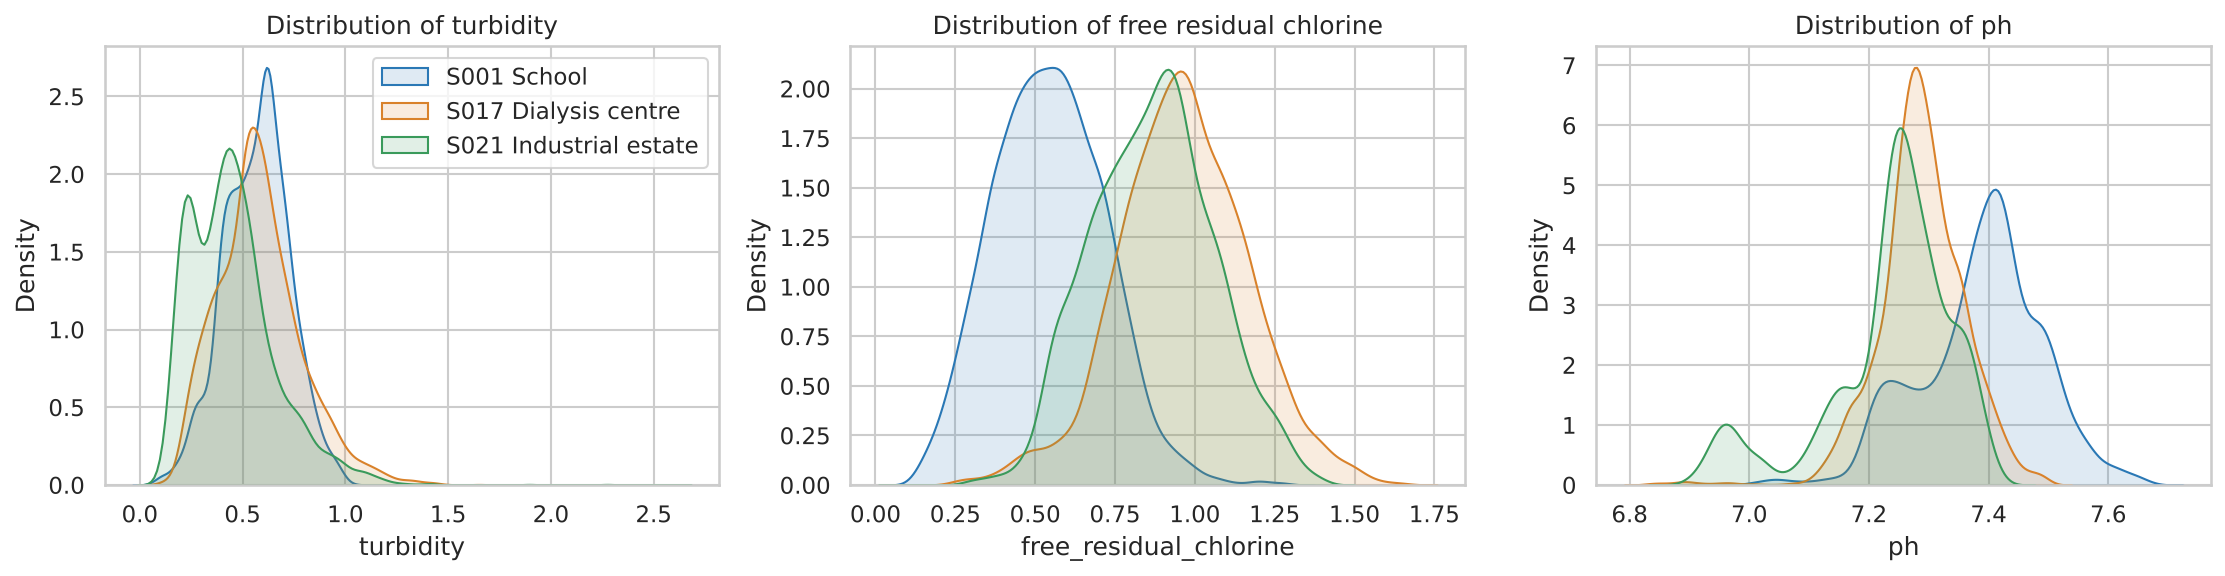 Distribution of turbidity
Density
2.5
2.0
1.5
1.0
0.5
0.0
S001 School
S017 Dialysis centre
S021 Industrial estate
0.0 0.5 1.0 1.5 2.0 2.5
turbidity
Distribution of free residual chlorine
Density
2.00
1.75
1.50
1.25
1.00
0.75
0.50
0.25
0.00
0.00 0.25 0.50 0.75 1.00 1.25 1.50 1.75
free_residual_chlorine
Distribution of ph
Density
7
6
5
4
3
2
1
0
6.8 7.0 7.2 7.4 7.6
ph